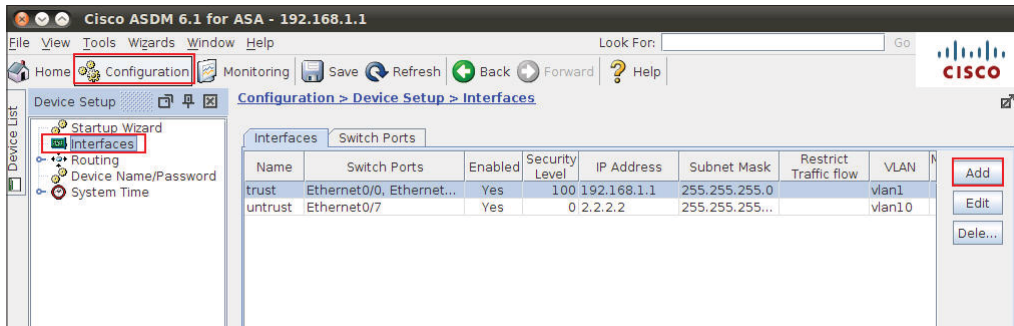 Cisco ASDM 6.1 for ASA - 192.168.1.1
File View Tools Wizards Window Help Look For: Go
Home Configuration Monitoring Save Refresh Back Forward Help
CISCO
Device List
Device Setup
Startup Wizard
Interfaces
Routing
Device Name/Password
System Time
Configuration > Device Setup > Interfaces
Interfaces Switch Ports
Name Switch Ports Enabled Security Level IP Address Subnet Mask Restrict Traffic flow VLAN
trust Ethernet0/0, Ethernet... Yes 100 192.168.1.1 255.255.255.0 vlan1
untrust Ethernet0/7 Yes 0 2.2.2.2 255.255.255... vlan10
Add
Edit
Dele...